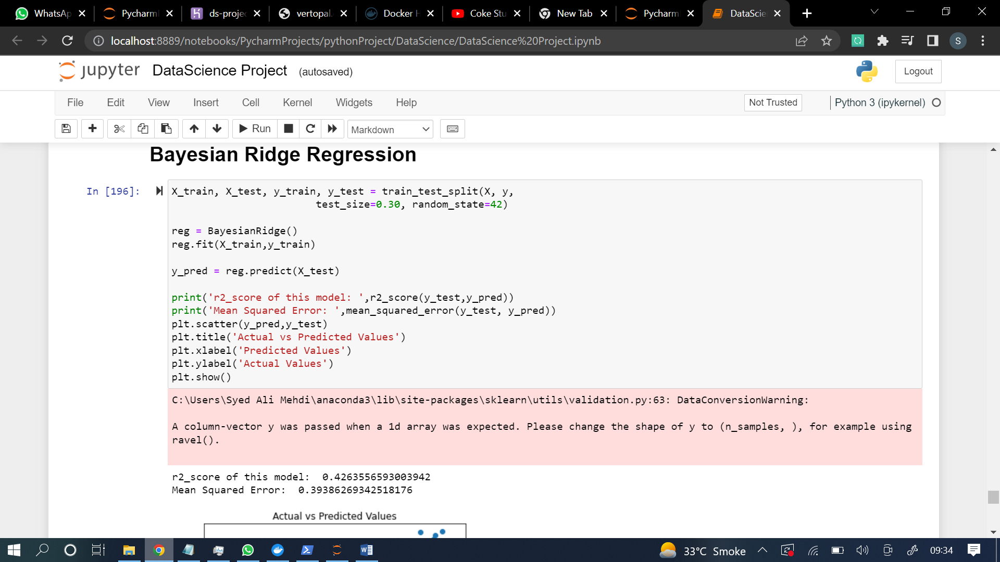 WhatsAp
Pycharm
ds-projec
vertopal.
Docker H
Coke Stu
New Tab
Pycharm
DataScie
localhost:8889/notebooks/PycharmProjects/pythonProject/DataScience/DataScience%20Project.ipynb
S
jupyter DataScience Project (autosaved)
Logout
File Edit View Insert Cell Kernel Widgets Help
Not Trusted
Python 3 (ipykernel)
Run
Markdown
Bayesian Ridge Regression
In [196]:
X_train, X_test, y_train, y_test = train_test_split(X, y,
test_size=0.30, random_state=42)
reg = BayesianRidge()
reg.fit(X_train,y_train)
y_pred = reg.predict(X_test)
print('r2_score of this model: ',r2_score(y_test,y_pred))
print('Mean Squared Error: ',mean_squared_error(y_test, y_pred))
plt.scatter(y_pred,y_test)
plt.title('Actual vs Predicted Values')
plt.xlabel('Predicted Values')
plt.ylabel('Actual Values')
plt.show()
C:\Users\Syed Ali Mehdi\anaconda3\lib\site-packages\sklearn\utils\validation.py:63: DataConversionWarning:
A column-vector y was passed when a 1d array was expected. Please change the shape of y to (n_samples, ), for example using
ravel().
r2_score of this model:  0.4263556593003942
Mean Squared Error:  0.39386269342518176
Actual vs Predicted Values
33°C Smoke
09:34